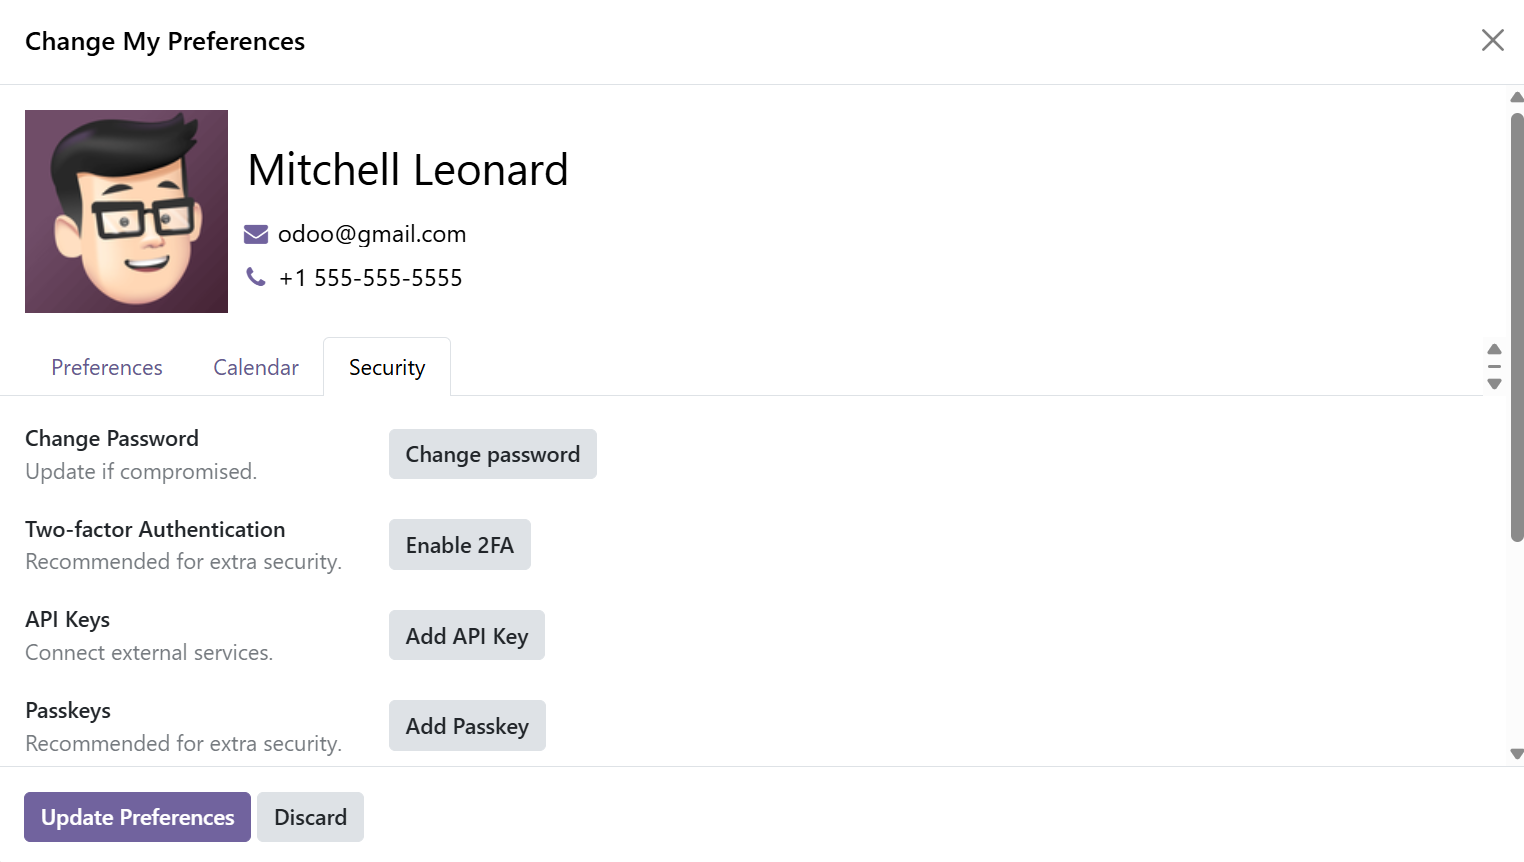 Change My Preferences
Mitchell Leonard
odoo@gmail.com
+1 555-555-5555
Preferences Calendar Security
Change Password
Update if compromised.
Change password
Two-factor Authentication
Recommended for extra security.
Enable 2FA
API Keys
Connect external services.
Add API Key
Passkeys
Recommended for extra security.
Add Passkey
Update Preferences Discard